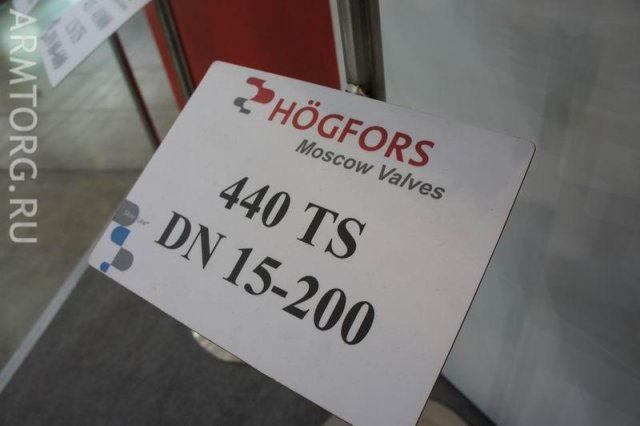 HÖGFORS
Moscow Valves
440 TS
DN 15-200
ARMTORG.RU